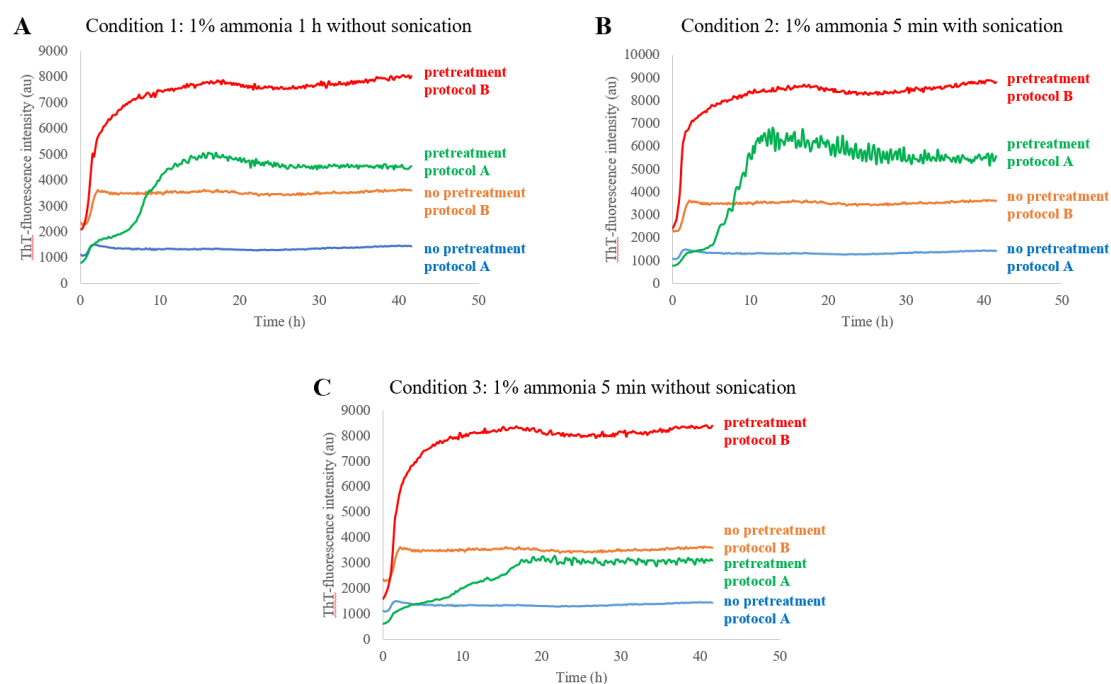 A
Condition 1: 1% ammonia 1 h without sonication
ThT-fluorescence intensity (au)
9000
8000
7000
6000
5000
4000
3000
2000
1000
0
0 10 20 30 40 50
Time (h)
pretreatment
protocol B
pretreatment
protocol A
no pretreatment
protocol B
no pretreatment
protocol A
B
Condition 2: 1% ammonia 5 min with sonication
ThT-fluorescence intensity (au)
10000
9000
8000
7000
6000
5000
4000
3000
2000
1000
0
0 10 20 30 40 50
Time (h)
pretreatment
protocol B
pretreatment
protocol A
no pretreatment
protocol B
no pretreatment
protocol A
C
Condition 3: 1% ammonia 5 min without sonication
ThT-fluorescence intensity (au)
9000
8000
7000
6000
5000
4000
3000
2000
1000
0
0 10 20 30 40 50
Time (h)
pretreatment
protocol B
no pretreatment
protocol B
pretreatment
protocol A
no pretreatment
protocol A